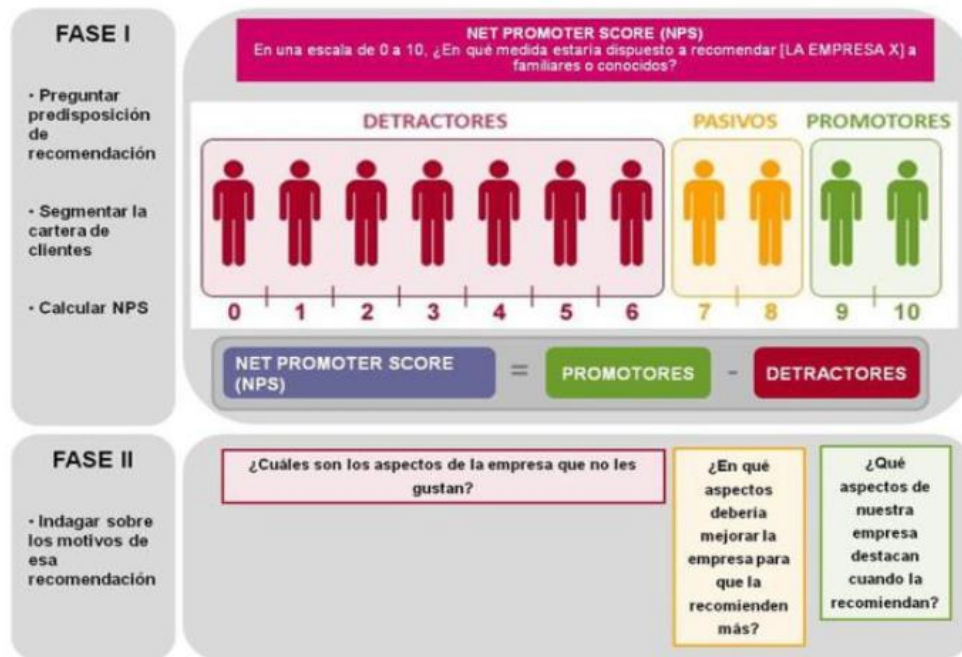 FASE I
• Preguntar
predisposición
de
recomendación
• Segmentar la
cartera de
clientes
• Calcular NPS
NET PROMOTER SCORE (NPS)
En una escala de 0 a 10, ¿En qué medida estaría dispuesto a recomendar [LA EMPRESA X] a
familiares o conocidos?
DETRACTORES PASIVOS PROMOTORES
0 1 2 3 4 5 6 7 8 9 10
NET PROMOTER SCORE
(NPS)
= PROMOTORES - DETRACTORES
FASE II
• Indagar sobre
los motivos de
esa
recomendación
¿Cuáles son los aspectos de la empresa que no les
gustan?
¿En qué
aspectos
debería
mejorar la
empresa para
que la
recomienden
más?
¿Qué
aspectos de
nuestra
empresa
destacan
cuando la
recomiendan?